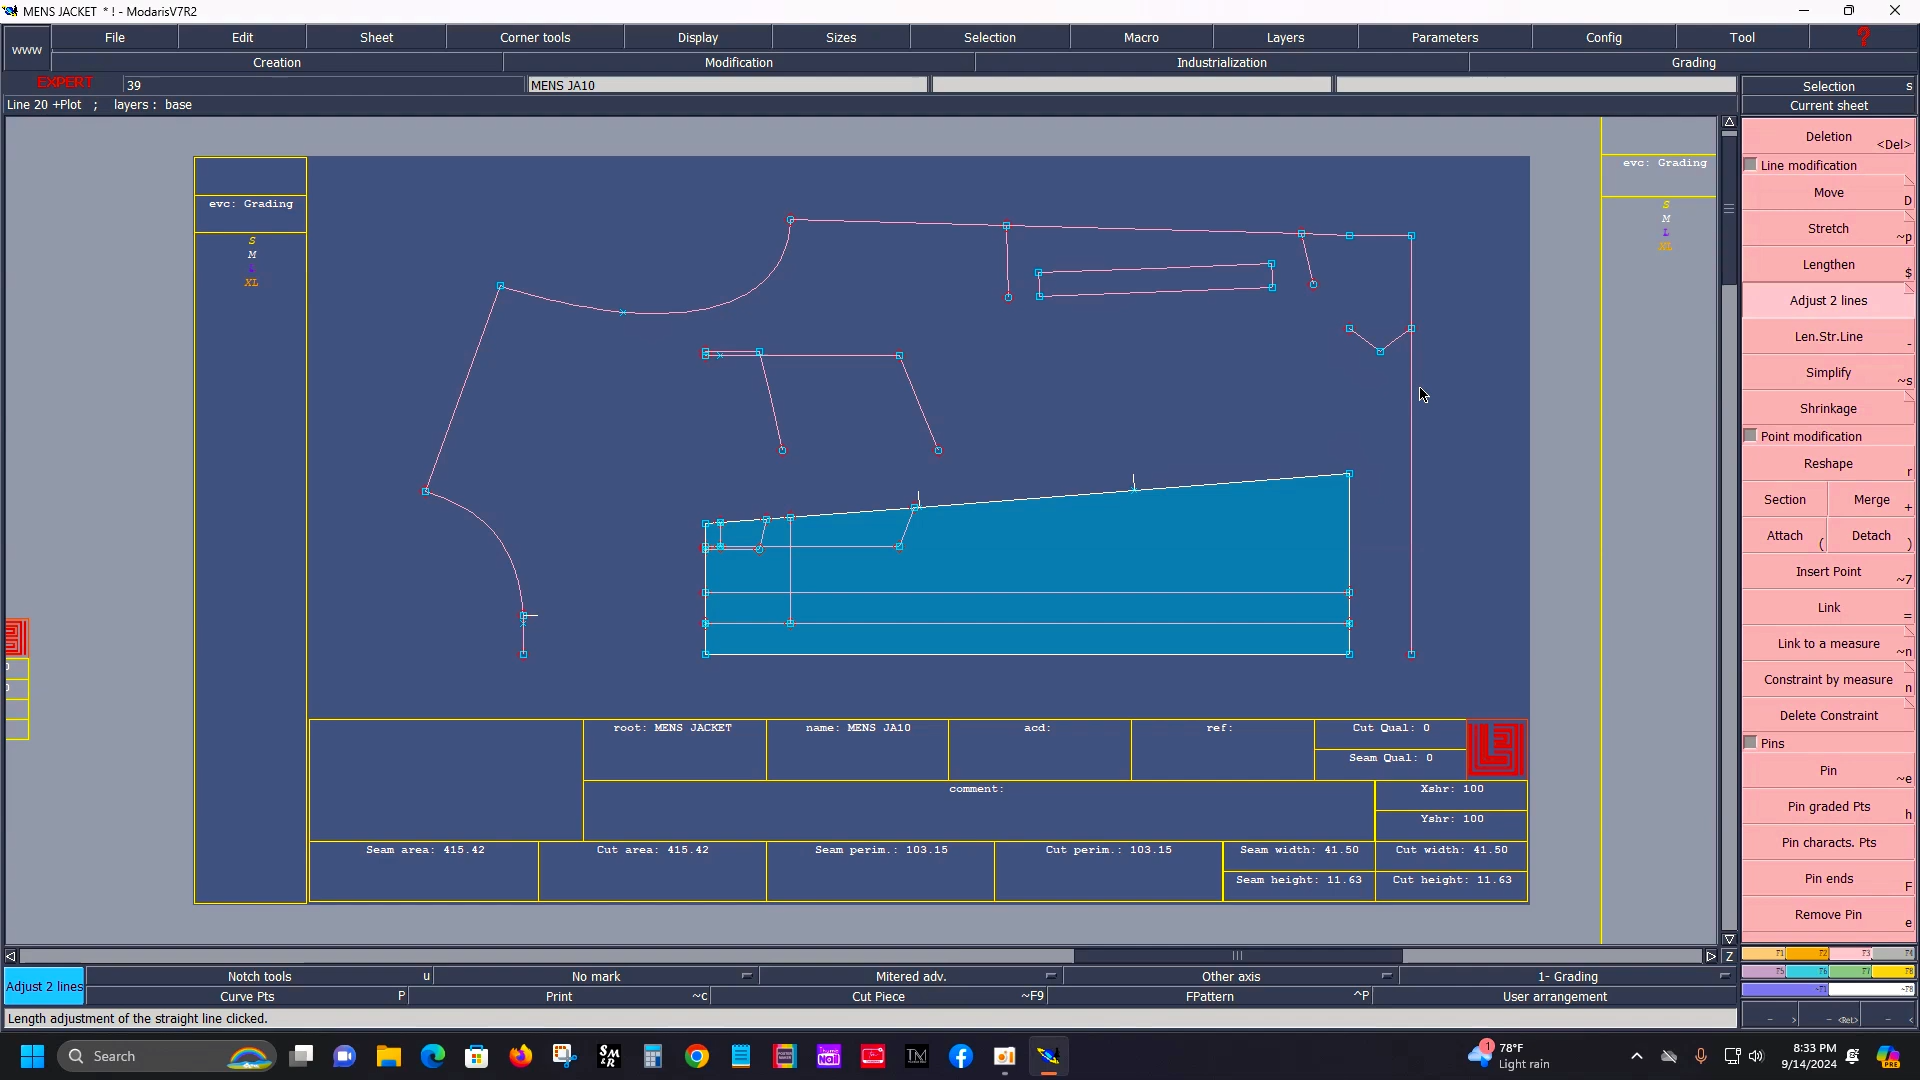 MENS JACKET * ! - ModarisV7R2
www
File
Edit
Sheet
Corner tools
Display
Sizes
Selection
Macro
Layers
Parameters
Config
Tool
?
Creation
Modification
Industrialization
Grading
EXPERT
39
MENS JA10
Line 20 +Plot ; layers : base
Selection s
Current sheet
Deletion <Del>
Line modification
Move D
Stretch ~p
Lengthen $
Adjust 2 lines
Len.Str.Line -
Simplify ~s
Shrinkage
Point modification
Reshape r
Section
Merge +
Attach (
Detach )
Insert Point ~7
Link =
Link to a measure ~n
Constraint by measure n
Delete Constraint
Pins
Pin ~e
Pin graded Pts h
Pin characts. Pts
Pin ends F
Remove Pin e
evc: Grading
S
M
L
XL
evc: Grading
S
M
L
XL
root: MENS JACKET
name: MENS JA10
acd:
ref:
Cut Qual: 0
Seam Qual: 0
comment:
Xshr: 100
Yshr: 100
Seam area: 415.42
Cut area: 415.42
Seam perim.: 103.15
Cut perim.: 103.15
Seam width: 41.50
Cut width: 41.50
Seam height: 11.63
Cut height: 11.63
Z
Adjust 2 lines
Notch tools u
No mark
Mitered adv.
Other axis
1- Grading
Curve Pts P
Print ~c
Cut Piece ~F9
FPattern ^P
User arrangement
Length adjustment of the straight line clicked.
Search
78°F
Light rain
8:33 PM
9/14/2024